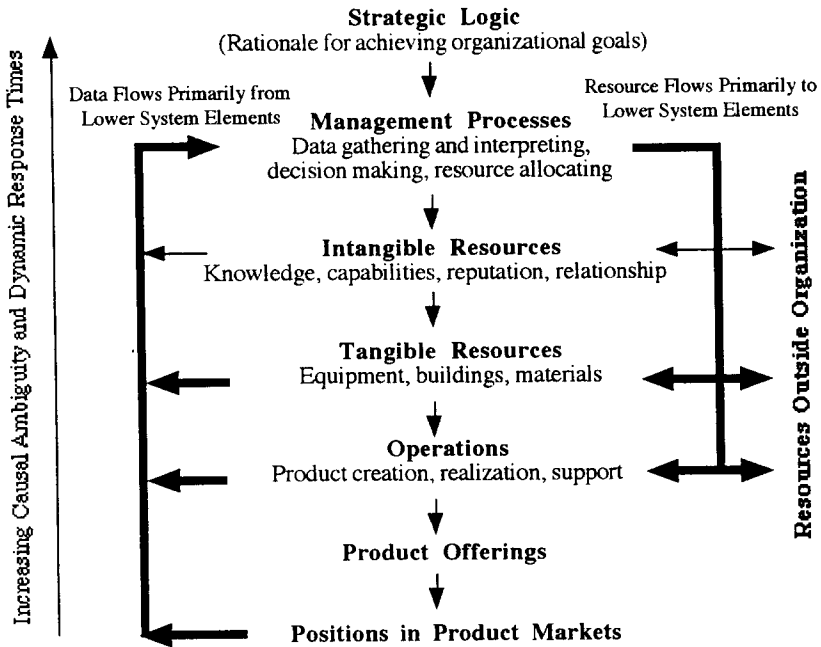 Strategic Logic
(Rationale for achieving organizational goals)
Data Flows Primarily from
Lower System Elements
Resource Flows Primarily to
Lower System Elements
Management Processes
Data gathering and interpreting,
decision making, resource allocating
Intangible Resources
Knowledge, capabilities, reputation, relationship
Tangible Resources
Equipment, buildings, materials
Operations
Product creation, realization, support
Product Offerings
Positions in Product Markets
Increasing Causal Ambiguity and Dynamic Response Times
Resources Outside Organization